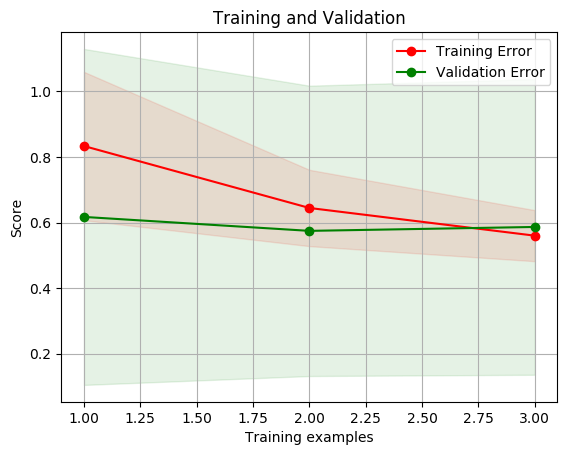 Training and Validation
Training Error
Validation Error
Score
1.0
0.8
0.6
0.4
0.2
1.00 1.25 1.50 1.75 2.00 2.25 2.50 2.75 3.00
Training examples